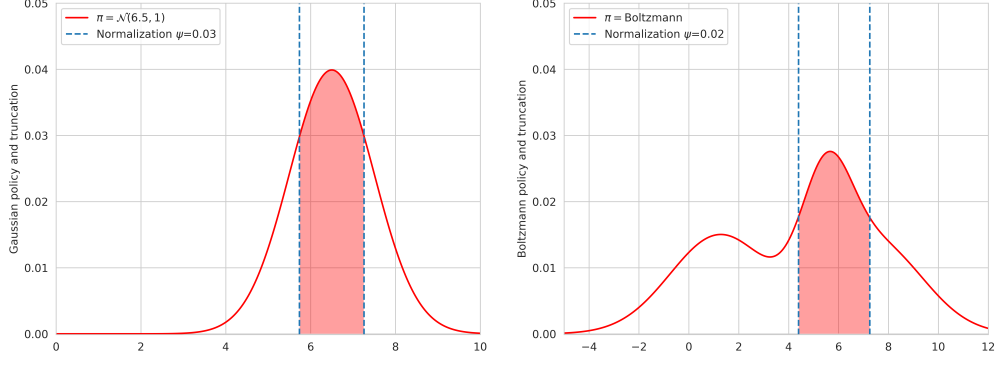 0.05
0.04
0.03
0.02
0.01
0.00
Gaussian policy and truncation
π = 𝒩(6.5, 1)
Normalization ψ=0.03
0 2 4 6 8 10
0.05
0.04
0.03
0.02
0.01
0.00
Boltzmann policy and truncation
π = Boltzmann
Normalization ψ=0.02
−4 −2 0 2 4 6 8 10 12